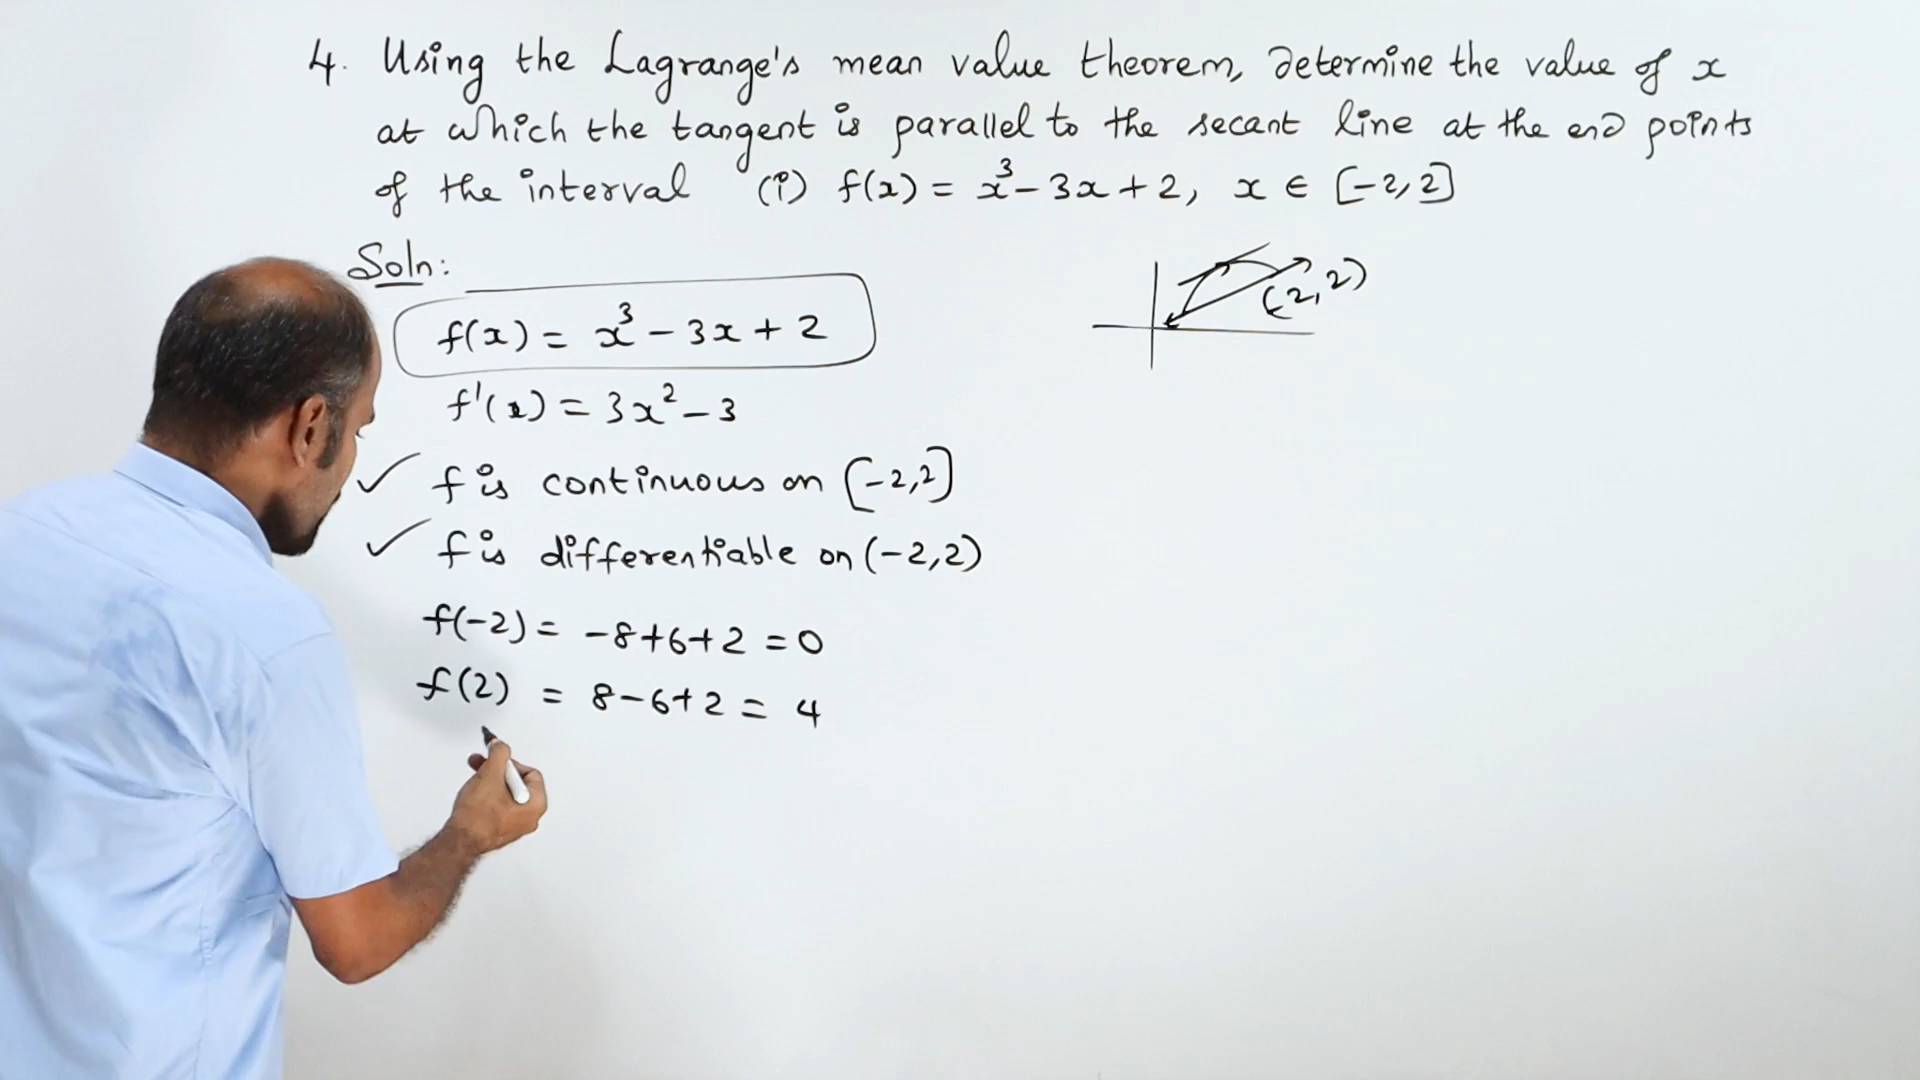 4. Using the Lagrange's mean value theorem, determine the value of x
at which the tangent is parallel to the secant line at the end points
of the interval (i) f(x) = x³ - 3x + 2, x ∈ [-2, 2]
Soln:
f(x) = x³ - 3x + 2
(-2, 2)
f'(x) = 3x² - 3
✓ f is continuous on [-2,2]
✓ f is differentiable on (-2,2)
f(-2) = -8+6+2 = 0
f(2) = 8-6+2 = 4